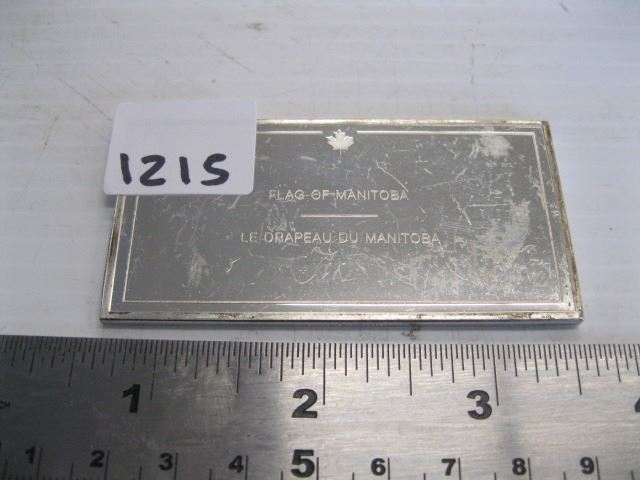 1215
FLAG OF MANITOBA
LE DRAPEAU DU MANITOBA
1 2 3 4
1 2 3 4 5 6 7 8 9